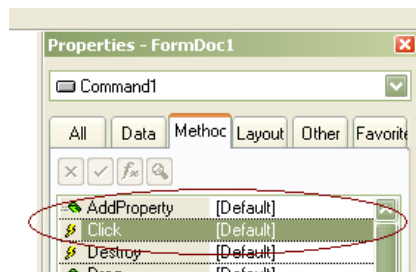 Properties - FormDoc1
Command1
All Data Methoc Layout Other Favorite
AddProperty [Default]
Click [Default]
Destroy [Default]